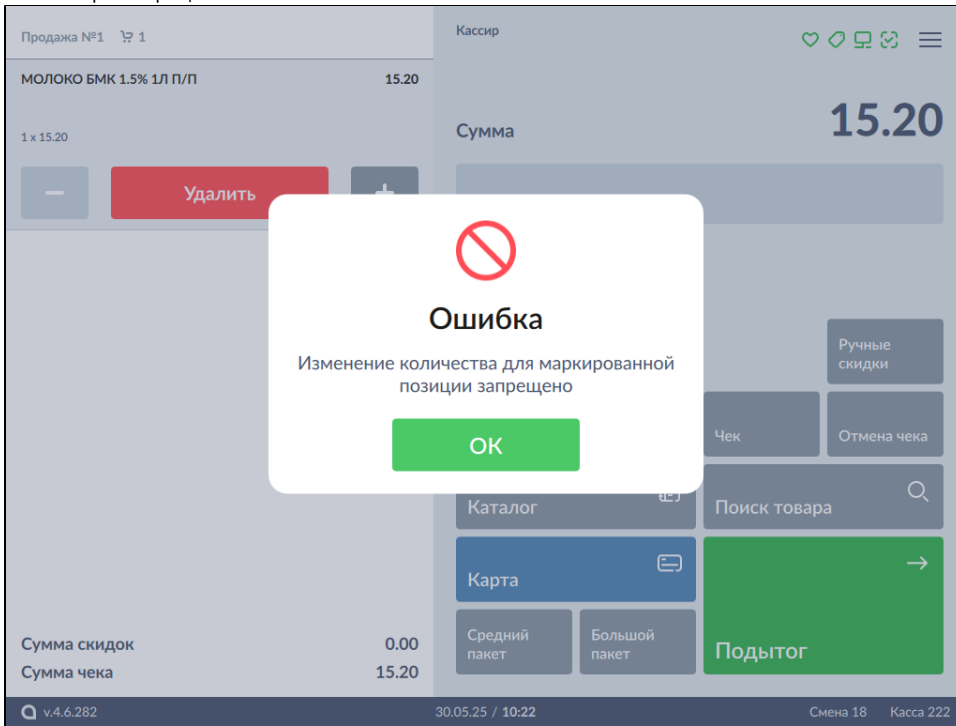 Продажа №1 1
Кассир
МОЛОКО БМК 1.5% 1Л П/П 15.20
1 x 15.20
Сумма 15.20
Удалить
Ошибка
Изменение количества для маркированной
позиции запрещено
ОК
Ручные
скидки
Чек
Отмена чека
Каталог
Поиск товара
Карта
Средний
пакет
Большой
пакет
Подытог
Сумма скидок 0.00
Сумма чека 15.20
v.4.6.282
30.05.25 / 10:22
Смена 18 Касса 222